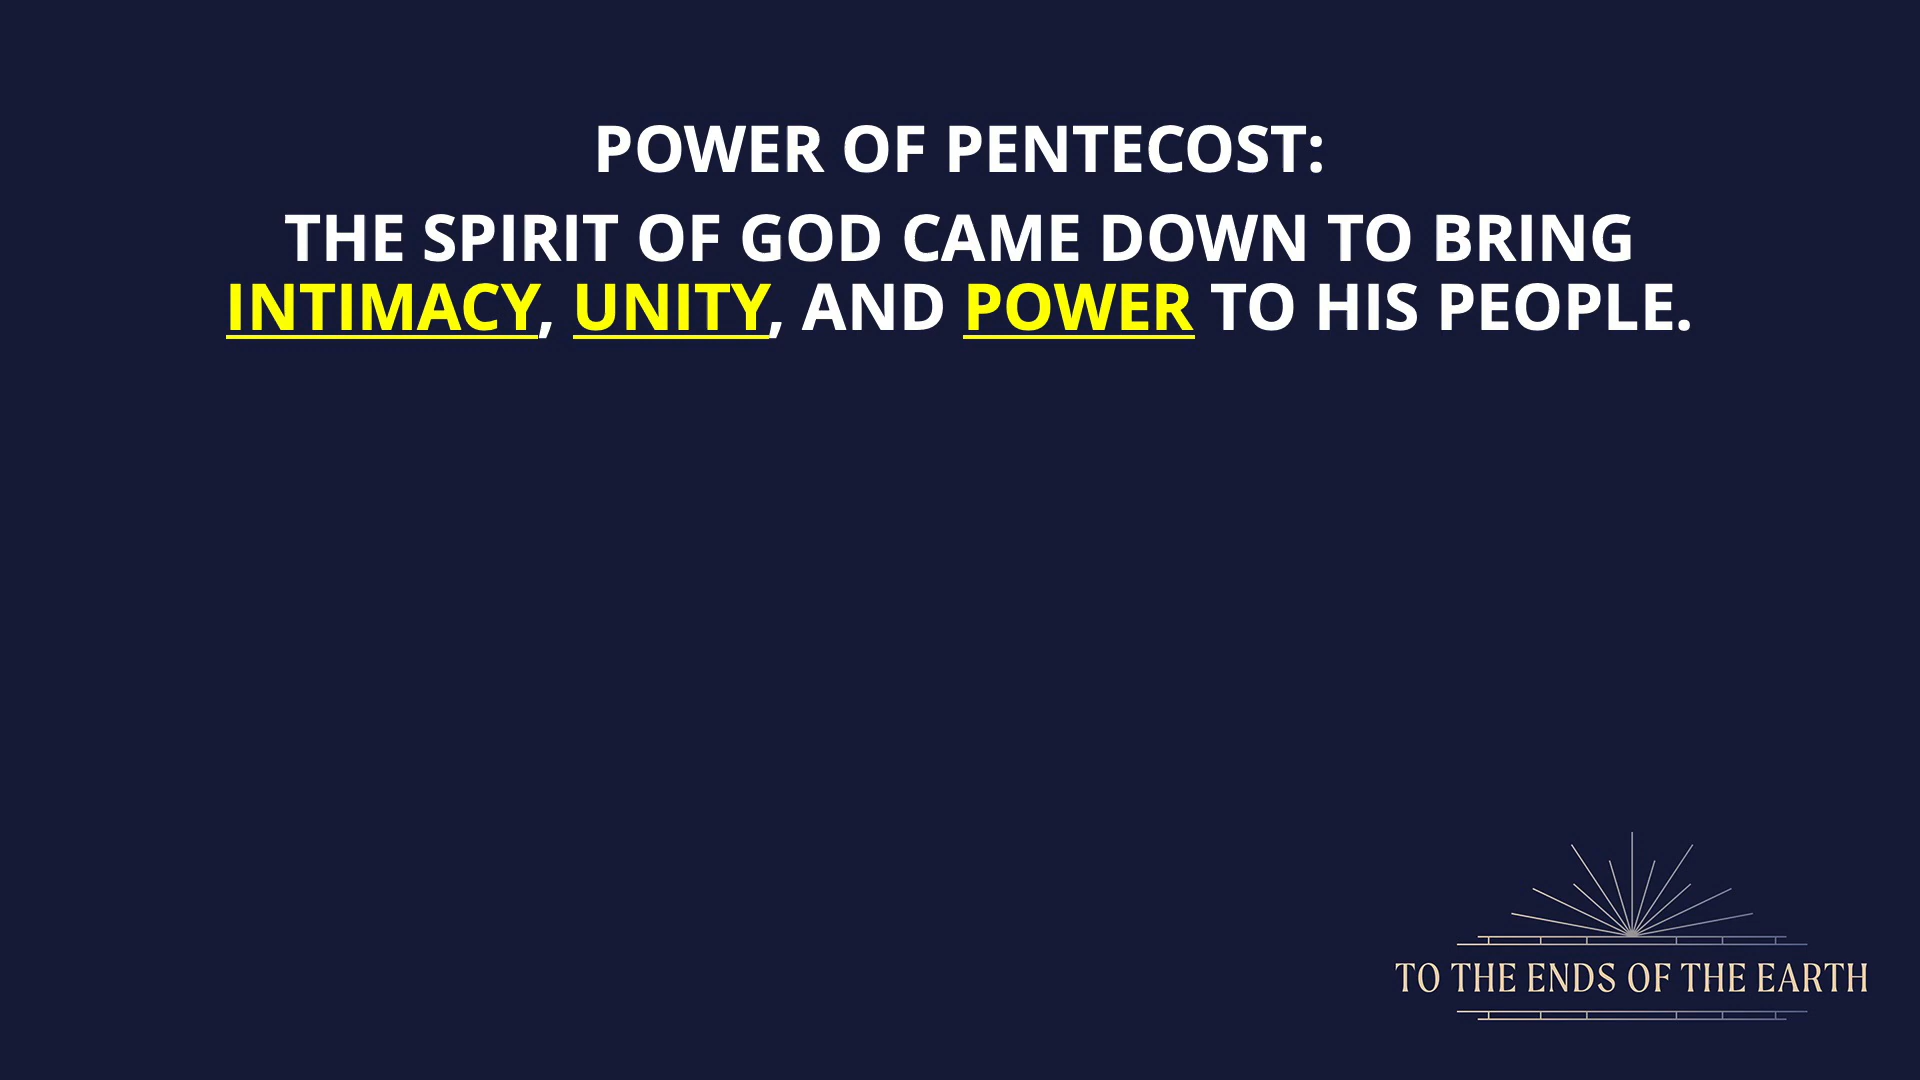 POWER OF PENTECOST:
THE SPIRIT OF GOD CAME DOWN TO BRING
INTIMACY, UNITY, AND POWER TO HIS PEOPLE.
TO THE ENDS OF THE EARTH